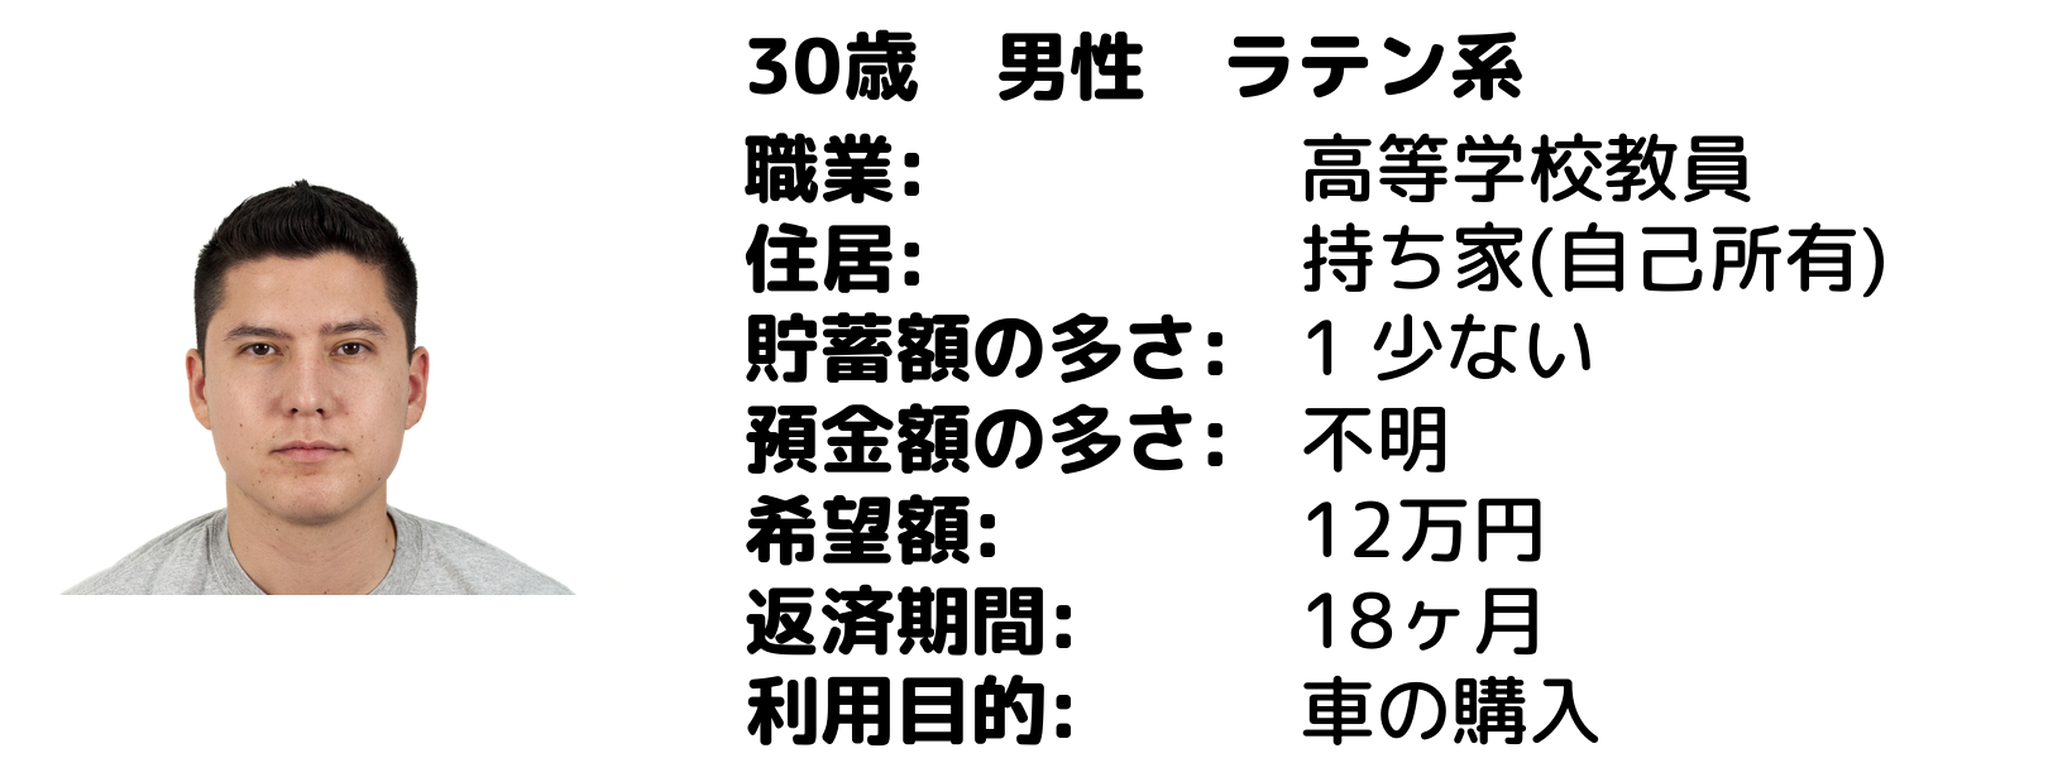 30歳　男性　ラテン系
職業: 高等学校教員
住居: 持ち家(自己所有)
貯蓄額の多さ: 1 少ない
預金額の多さ: 不明
希望額: 12万円
返済期間: 18ヶ月
利用目的: 車の購入